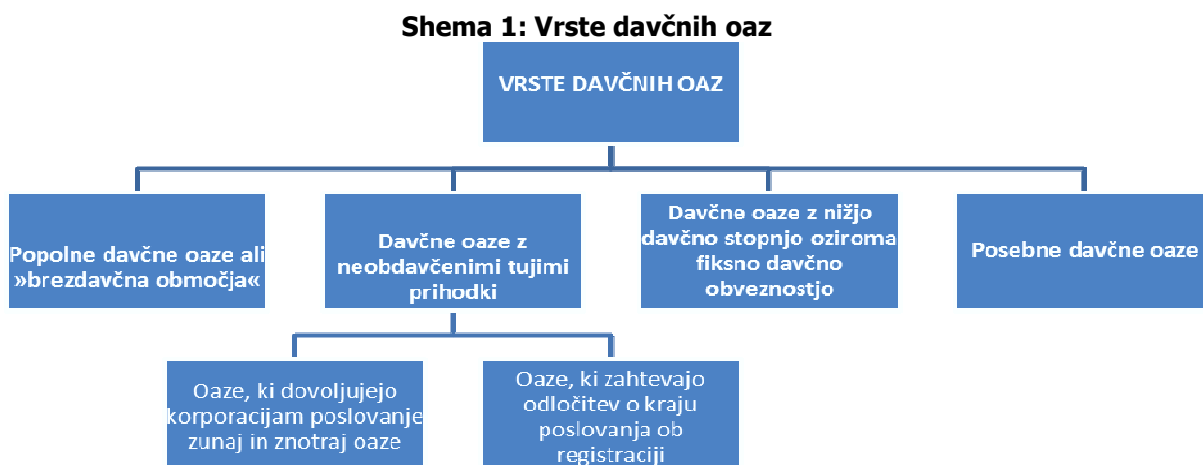 Shema 1: Vrste davčnih oaz
VRSTE DAVČNIH OAZ
Popolne davčne oaze ali
»brezdavčna območja«
Davčne oaze z
neobdavčenimi tujimi
prihodki
Davčne oaze z nižjo
davčno stopnjo oziroma
fiksno davčno
obveznostjo
Posebne davčne oaze
Oaze, ki dovoljujejo
korporacijam poslovanje
zunaj in znotraj oaze
Oaze, ki zahtevajo
odločitev o kraju
poslovanja ob
registraciji